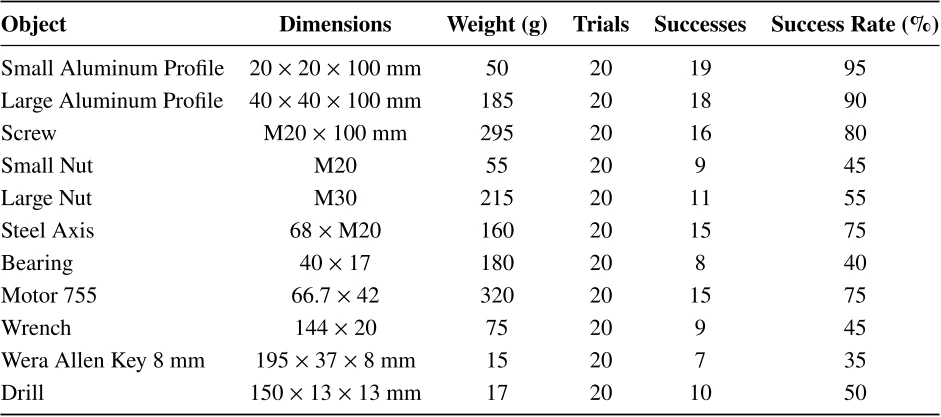 Object Dimensions Weight (g) Trials Successes Success Rate (%)
Small Aluminum Profile 20 × 20 × 100 mm 50 20 19 95
Large Aluminum Profile 40 × 40 × 100 mm 185 20 18 90
Screw M20 × 100 mm 295 20 16 80
Small Nut M20 55 20 9 45
Large Nut M30 215 20 11 55
Steel Axis 68 × M20 160 20 15 75
Bearing 40 × 17 180 20 8 40
Motor 755 66.7 × 42 320 20 15 75
Wrench 144 × 20 75 20 9 45
Wera Allen Key 8 mm 195 × 37 × 8 mm 15 20 7 35
Drill 150 × 13 × 13 mm 17 20 10 50